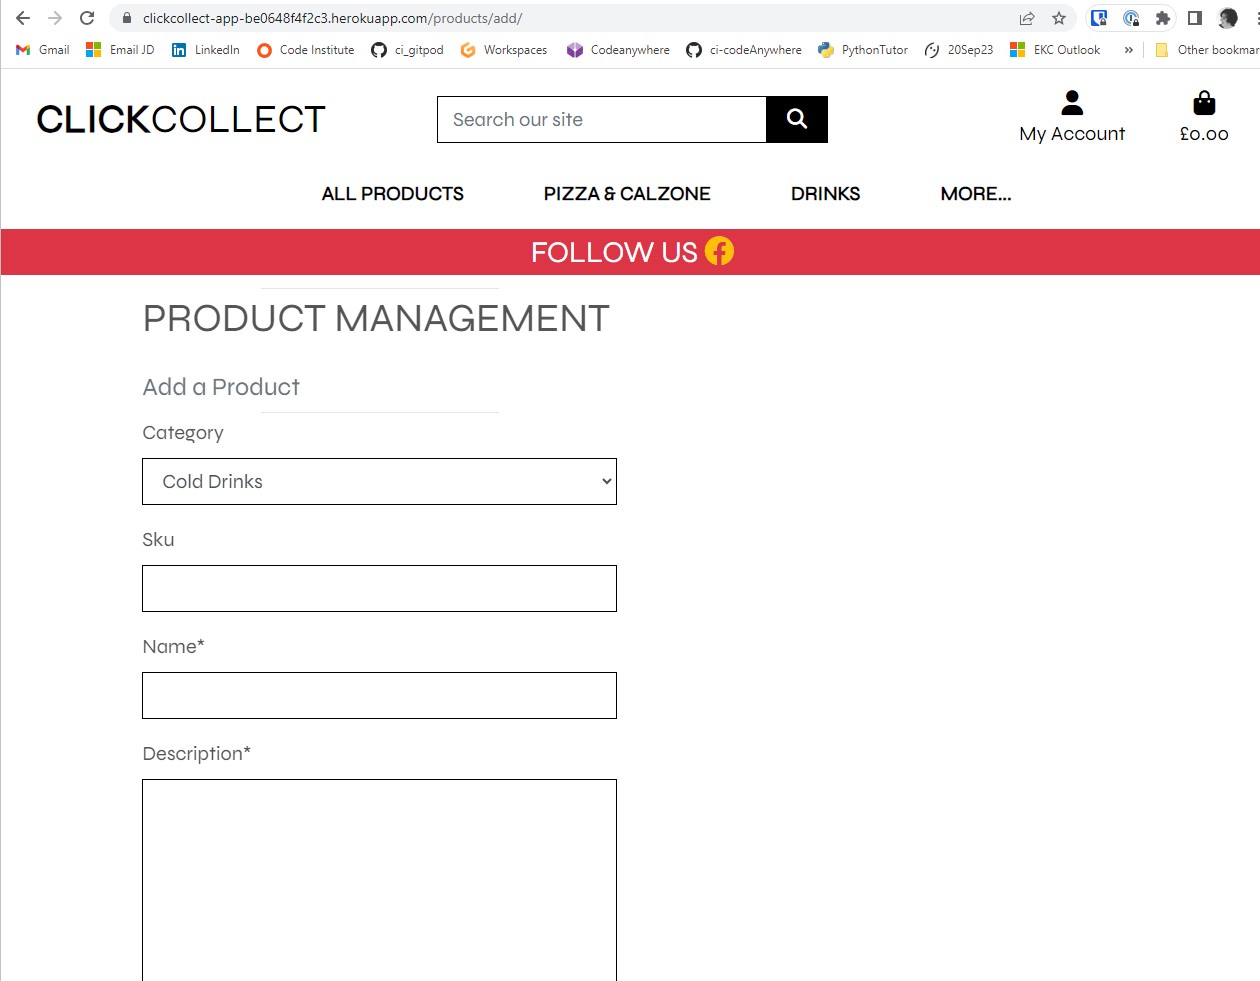 clickcollect-app-be0648f4f2c3.herokuapp.com/products/add/
Gmail Email JD LinkedIn Code Institute ci_gitpod Workspaces Codeanywhere ci-codeAnywhere PythonTutor 20Sep23 EKC Outlook » Other bookmar
CLICKCOLLECT
Search our site
My Account
£0.00
ALL PRODUCTS PIZZA & CALZONE DRINKS MORE...
FOLLOW US
PRODUCT MANAGEMENT
Add a Product
Category
Cold Drinks
Sku
Name*
Description*